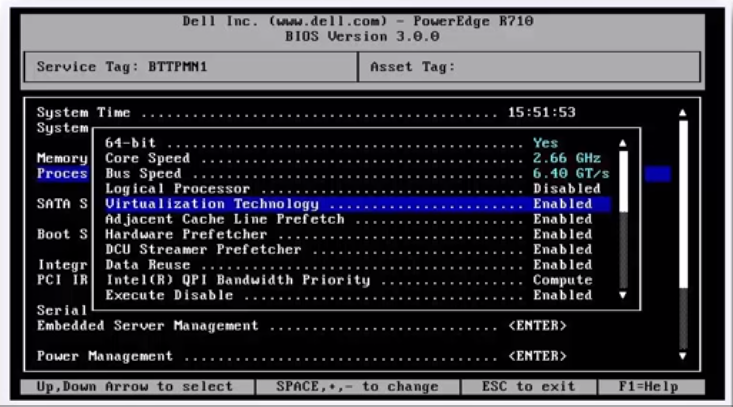 Dell Inc. (www.dell.com) - PowerEdge R710
BIOS Version 3.0.0
Service Tag: BTTPMN1 Asset Tag:
System Time ........................................ 15:51:53
System
64-bit ........................................ Yes
Memory Core Speed ........................................ 2.66 GHz
Proces Bus Speed ........................................ 6.40 GT/s
Logical Processor ................................ Disabled
SATA S Virtualization Technology ........................ Enabled
Adjacent Cache Line Prefetch ..................... Enabled
Boot S Hardware Prefetcher .............................. Enabled
DCU Streamer Prefetcher .......................... Enabled
Integr Data Reuse ....................................... Enabled
PCI IR Intel(R) QPI Bandwidth Priority .................. Compute
Execute Disable .................................. Enabled
Serial
Embedded Server Management ........................... <ENTER>
Power Management ..................................... <ENTER>
Up,Down Arrow to select SPACE,+,- to change ESC to exit F1=Help